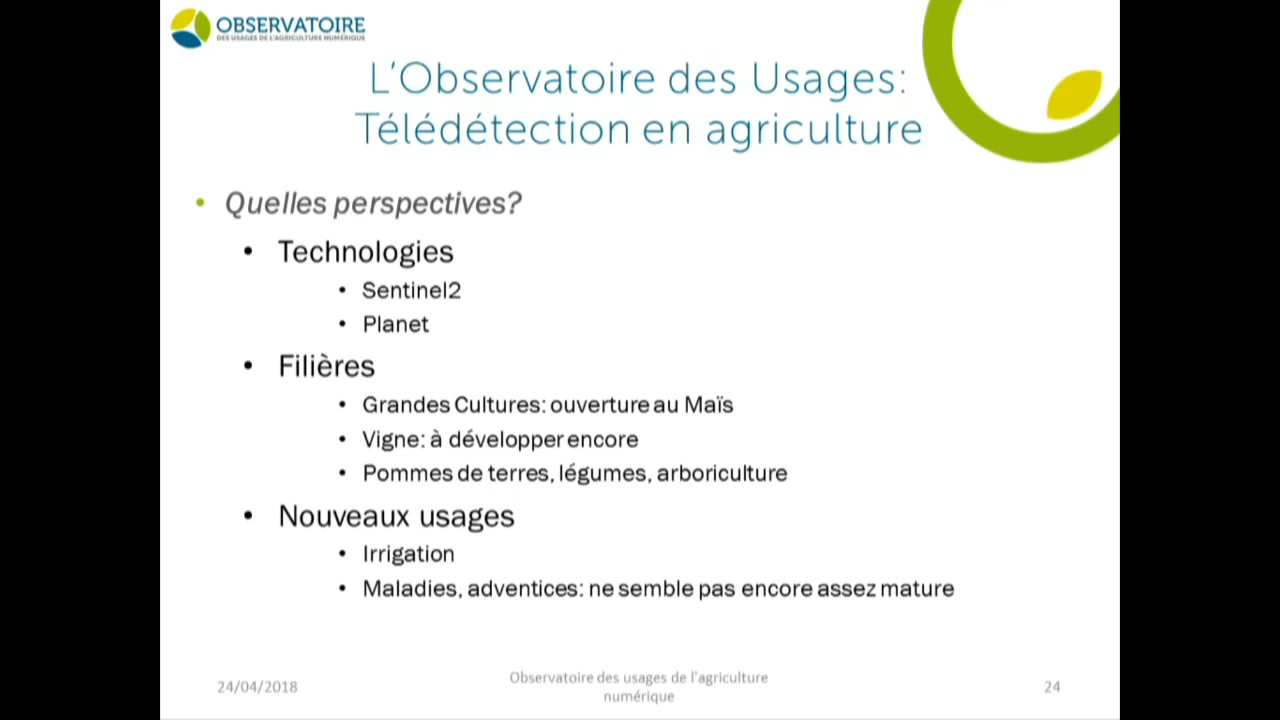 OBSERVATOIRE
DES USAGES DE L'AGRICULTURE NUMÉRIQUE
L'Observatoire des Usages:
Télédétection en agriculture
• Quelles perspectives?
• Technologies
• Sentinel2
• Planet
• Filières
• Grandes Cultures: ouverture au Maïs
• Vigne: à développer encore
• Pommes de terres, légumes, arboriculture
• Nouveaux usages
• Irrigation
• Maladies, adventices: ne semble pas encore assez mature
24/04/2018
Observatoire des usages de l'agriculture
numérique
24